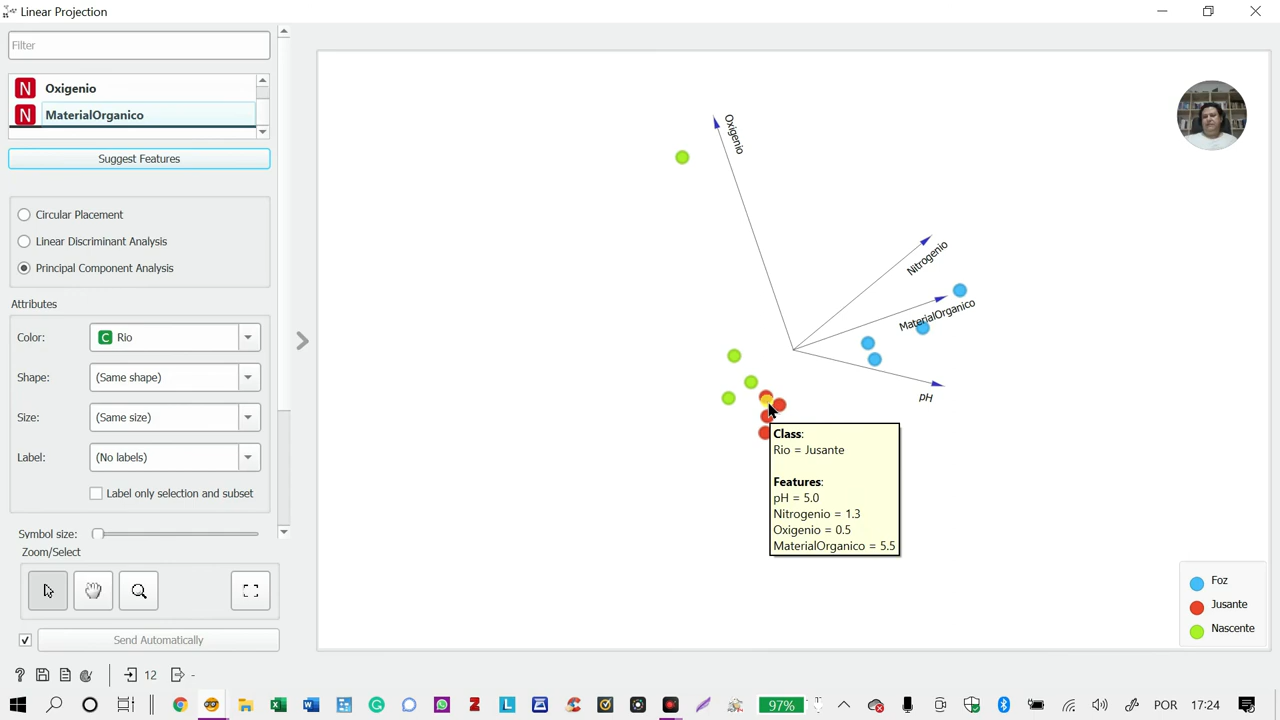 Linear Projection
Filter
N Oxigenio
N MaterialOrganico
Suggest Features
Circular Placement
Linear Discriminant Analysis
Principal Component Analysis
Attributes
Color: C Rio
Shape: (Same shape)
Size: (Same size)
Label: (No labels)
Label only selection and subset
Symbol size:
Zoom/Select
Send Automatically
? 12 -
Oxigenio
Nitrogenio
MaterialOrganico
pH
Class:
Rio = Jusante
Features:
pH = 5.0
Nitrogenio = 1.3
Oxigenio = 0.5
MaterialOrganico = 5.5
Foz
Jusante
Nascente
97%
POR 17:24